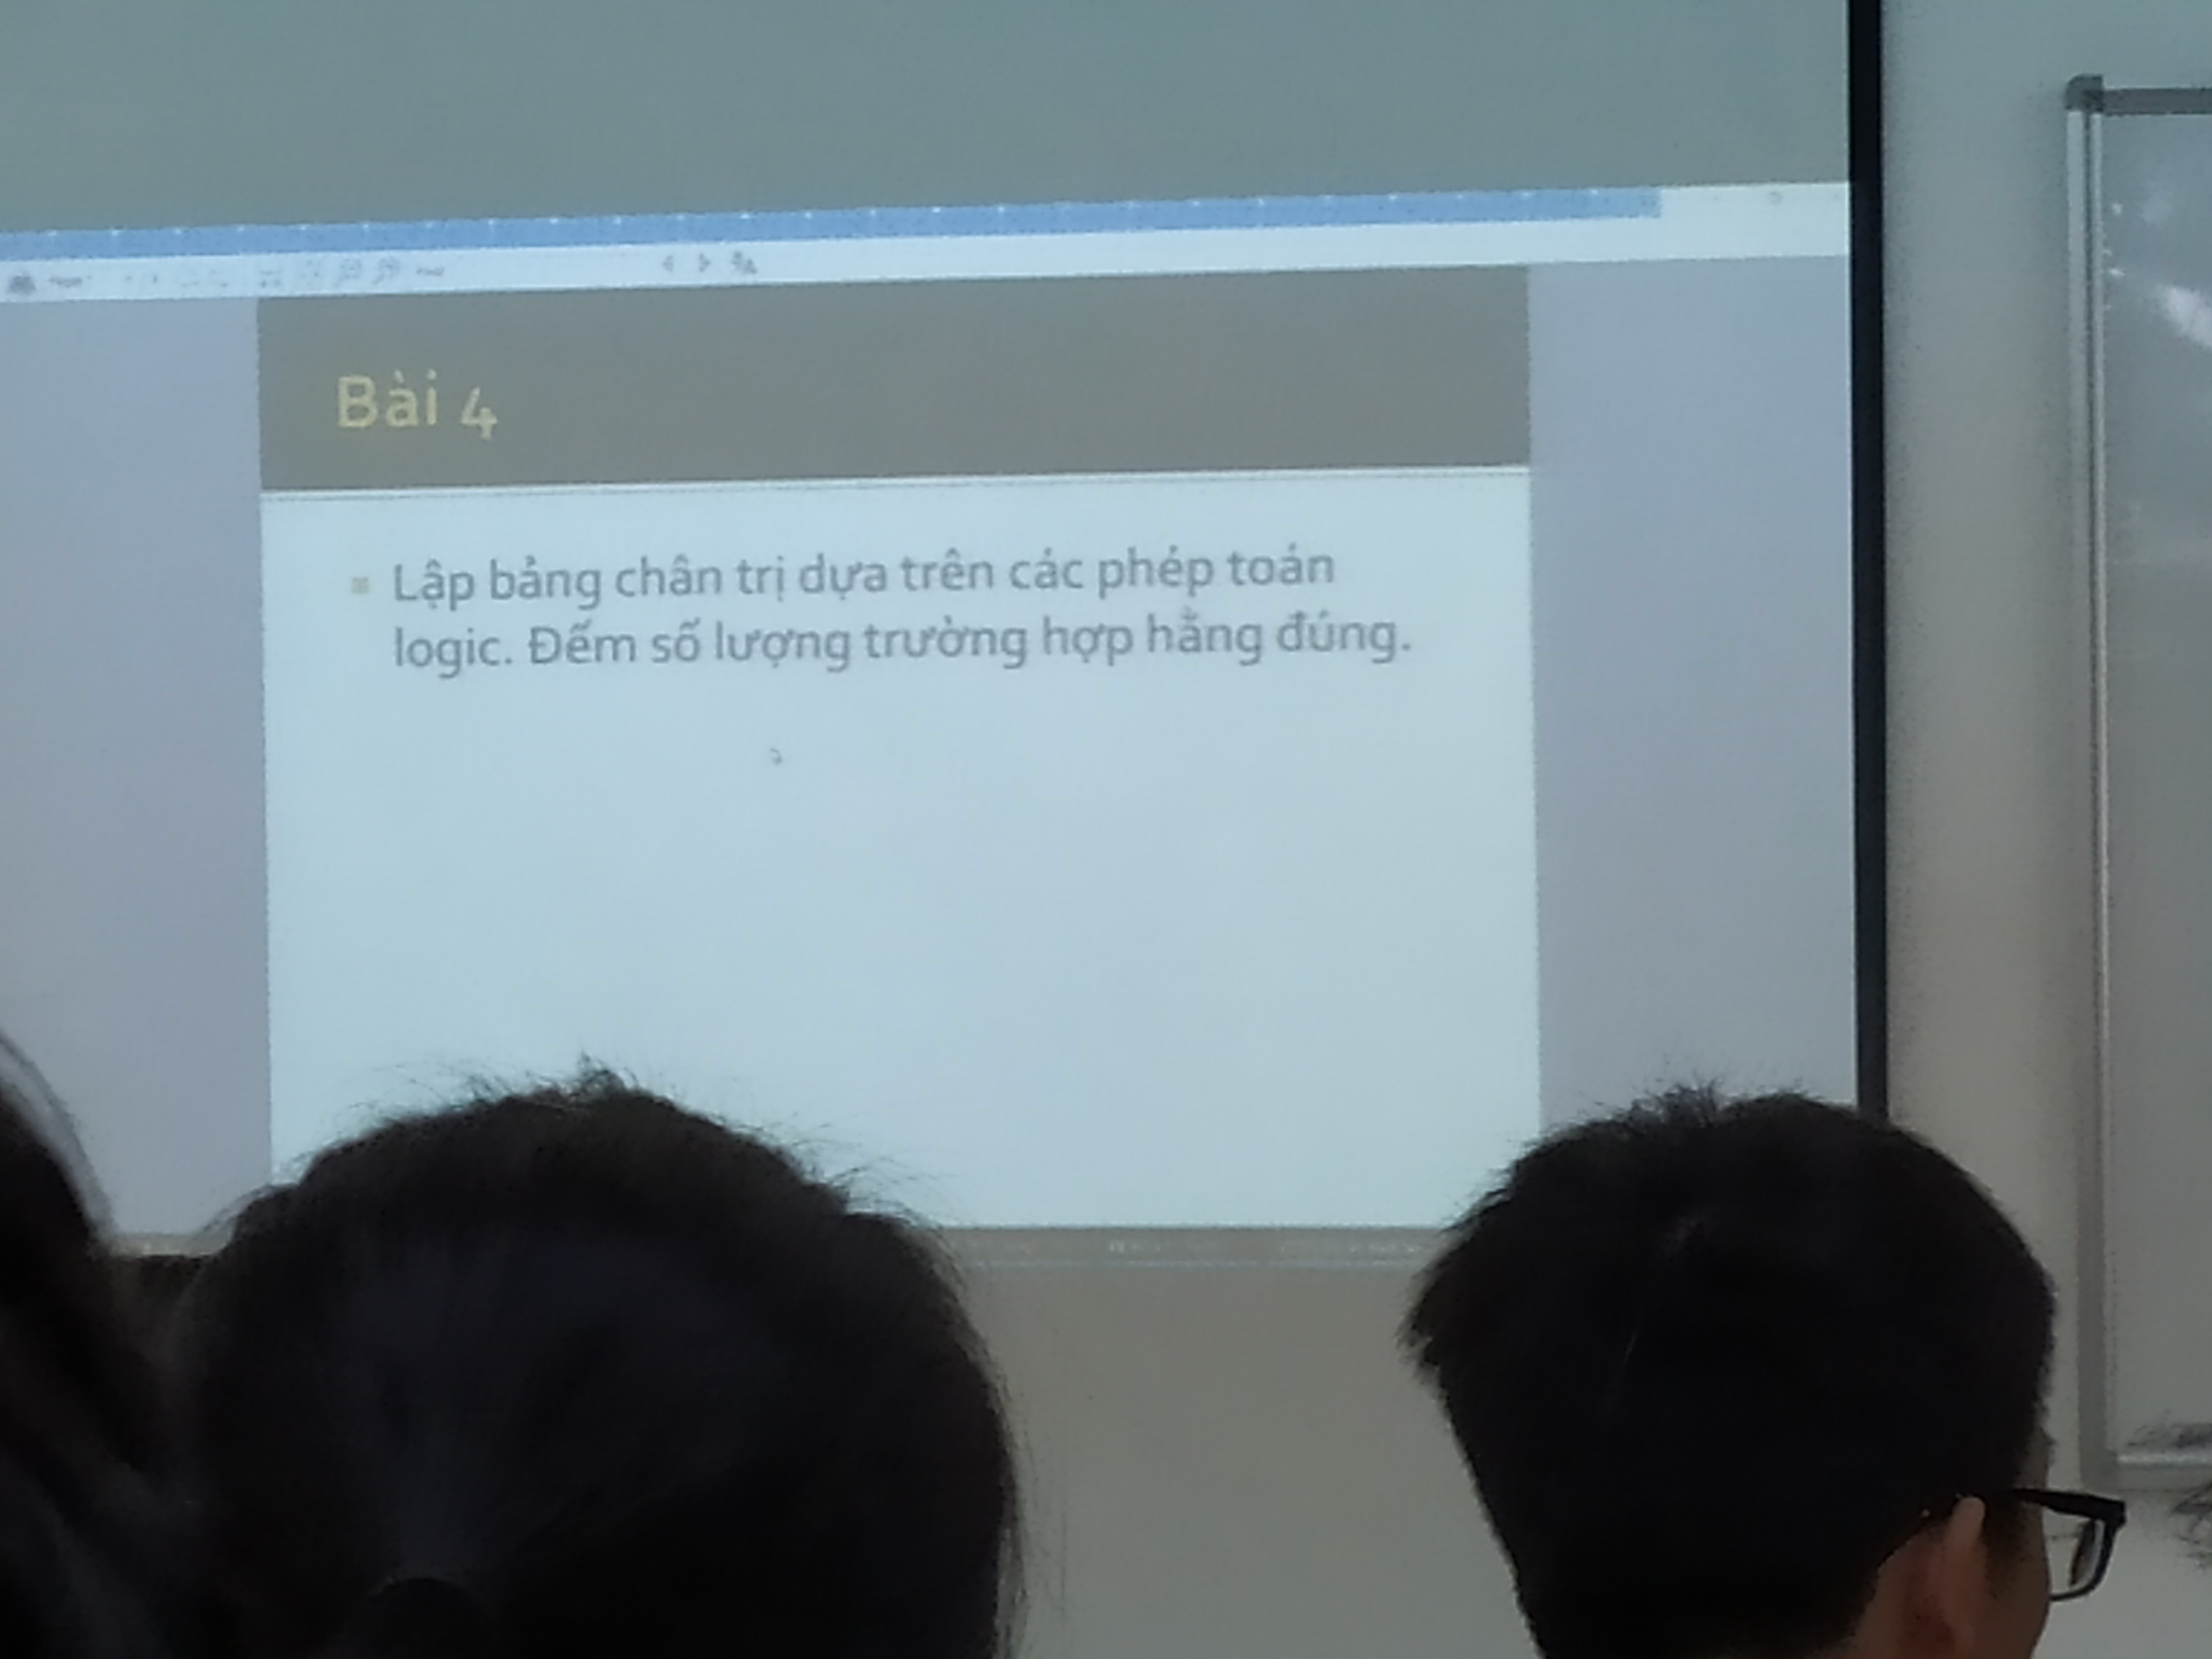 Bài 4
Lập bảng chân trị dựa trên các phép toán
logic. Đếm số lượng trường hợp hằng đúng.